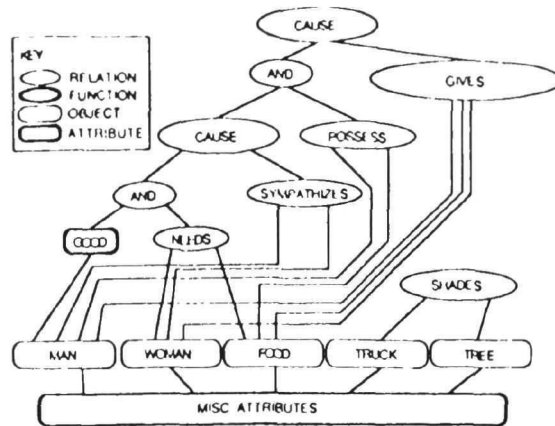 CAUSE
KEY
RELATION
FUNCTION
OBJECT
ATTRIBUTE
AND
GIVES
CAUSE
POSSESS
AND
SYMPATHIZES
GOOD
NEEDS
SHADES
MAN
WOMAN
FOOD
TRUCK
TREE
MISC ATTRIBUTES